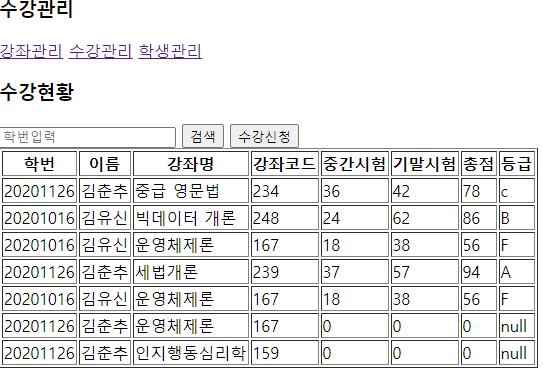 수강관리
강좌관리 수강관리 학생관리
수강현황
학번입력 검색 수강신청
학번 이름 강좌명 강좌코드 중간시험 기말시험 총점 등급
20201126 김춘추 중급 영문법 234 36 42 78 c
20201016 김유신 빅데이터 개론 248 24 62 86 B
20201016 김유신 운영체제론 167 18 38 56 F
20201126 김춘추 세법개론 239 37 57 94 A
20201016 김유신 운영체제론 167 18 38 56 F
20201126 김춘추 운영체제론 167 0 0 0 null
20201126 김춘추 인지행동심리학 159 0 0 0 null